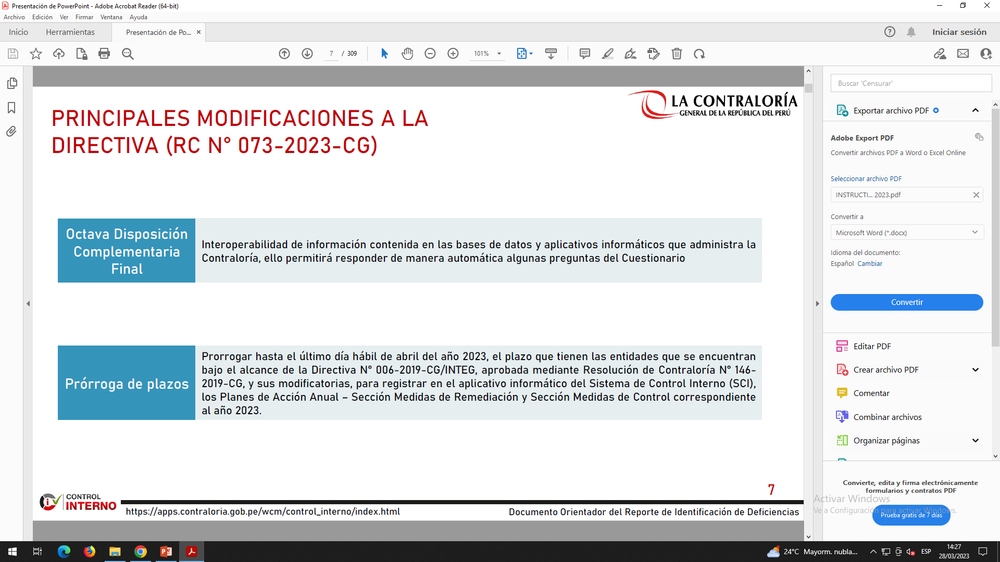 Presentación de PowerPoint - Adobe Acrobat Reader (64-bit)
Archivo Edición Ver Firmar Ventana Ayuda
Inicio Herramientas Presentación de Po... Iniciar sesión
7 / 309 101%
LA CONTRALORÍA
GENERAL DE LA REPÚBLICA DEL PERÚ
PRINCIPALES MODIFICACIONES A LA
DIRECTIVA (RC N° 073-2023-CG)
Octava Disposición
Complementaria
Final
Interoperabilidad de información contenida en las bases de datos y aplicativos informáticos que administra la
Contraloría, ello permitirá responder de manera automática algunas preguntas del Cuestionario
Prórroga de plazos
Prorrogar hasta el último día hábil de abril del año 2023, el plazo que tienen las entidades que se encuentran
bajo el alcance de la Directiva N° 006-2019-CG/INTEG, aprobada mediante Resolución de Contraloría N° 146-
2019-CG, y sus modificatorias, para registrar en el aplicativo informático del Sistema de Control Interno (SCI),
los Planes de Acción Anual – Sección Medidas de Remediación y Sección Medidas de Control correspondiente
al año 2023.
7
CONTROL
INTERNO
https://apps.contraloria.gob.pe/wcm/control_interno/index.html
Documento Orientador del Reporte de Identificación de Deficiencias
Buscar 'Censurar'
Exportar archivo PDF
Adobe Export PDF
Convertir archivos PDF a Word o Excel Online
Seleccionar archivo PDF
INSTRUCTI... 2023.pdf
Convertir a
Microsoft Word (*.docx)
Idioma del documento:
Español Cambiar
Convertir
Editar PDF
Crear archivo PDF
Comentar
Combinar archivos
Organizar páginas
Convierte, edita y firma electrónicamente
formularios y contratos PDF
Activar Windows
Ve a Configuración para activar Windows.
Prueba gratis de 7 días
24°C Mayorm. nubla... ESP
14:27
28/03/2023